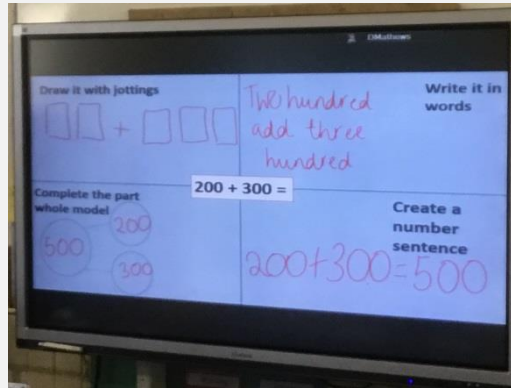 DMathews
Draw it with jottings
+
Write it in
words
Two hundred
add three
hundred
200 + 300 =
Complete the part
whole model
500
200
300
Create a
number
sentence
200+300=500